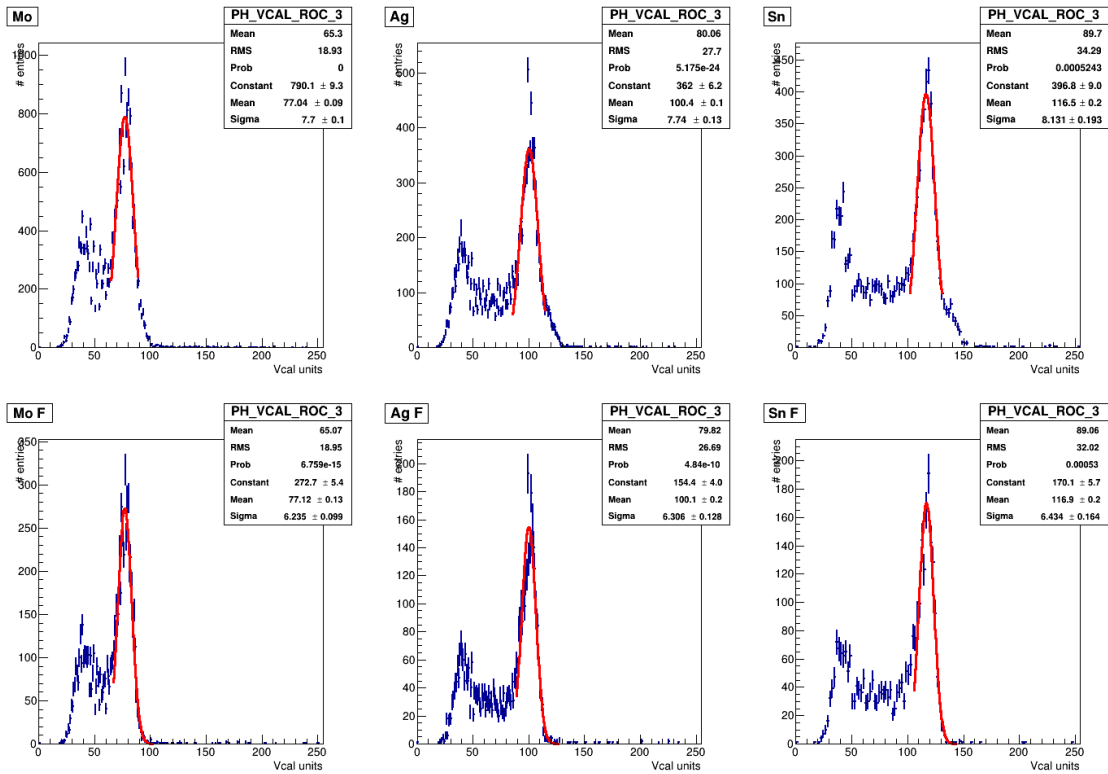 Mo
PH_VCAL_ROC_3
Mean 65.3
RMS 18.93
Prob 0
Constant 790.1 ± 9.3
Mean 77.04 ± 0.09
Sigma 7.7 ± 0.1
# entries
1000
800
600
400
200
0
0 50 100 150 200 250
Vcal units
Ag
PH_VCAL_ROC_3
Mean 80.06
RMS 27.7
Prob 5.175e-24
Constant 362 ± 6.2
Mean 100.4 ± 0.1
Sigma 7.74 ± 0.13
# entries
500
400
300
200
100
0
0 50 100 150 200 250
Vcal units
Sn
PH_VCAL_ROC_3
Mean 89.7
RMS 34.29
Prob 0.0005243
Constant 396.8 ± 9.0
Mean 116.5 ± 0.2
Sigma 8.131 ± 0.193
# entries
450
400
350
300
250
200
150
100
50
0
0 50 100 150 200 250
Vcal units
Mo F
PH_VCAL_ROC_3
Mean 65.07
RMS 18.95
Prob 6.759e-15
Constant 272.7 ± 5.4
Mean 77.12 ± 0.13
Sigma 6.235 ± 0.099
# entries
350
300
250
200
150
100
50
0
0 50 100 150 200 250
Vcal units
Ag F
PH_VCAL_ROC_3
Mean 79.82
RMS 26.69
Prob 4.84e-10
Constant 154.4 ± 4.0
Mean 100.1 ± 0.2
Sigma 6.306 ± 0.128
# entries
200
180
160
140
120
100
80
60
40
20
0
0 50 100 150 200 250
Vcal units
Sn F
PH_VCAL_ROC_3
Mean 89.06
RMS 32.02
Prob 0.00053
Constant 170.1 ± 5.7
Mean 116.9 ± 0.2
Sigma 6.434 ± 0.164
# entries
200
180
160
140
120
100
80
60
40
20
0
0 50 100 150 200 250
Vcal units